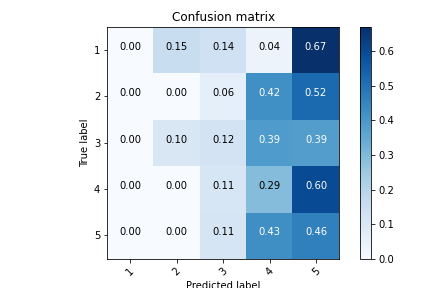 Confusion matrix
1 0.00 0.15 0.14 0.04 0.67
2 0.00 0.00 0.06 0.42 0.52
3 0.00 0.10 0.12 0.39 0.39
4 0.00 0.00 0.11 0.29 0.60
5 0.00 0.00 0.11 0.43 0.46
1 2 3 4 5
True label
Predicted label
0.6
0.5
0.4
0.3
0.2
0.1
0.0